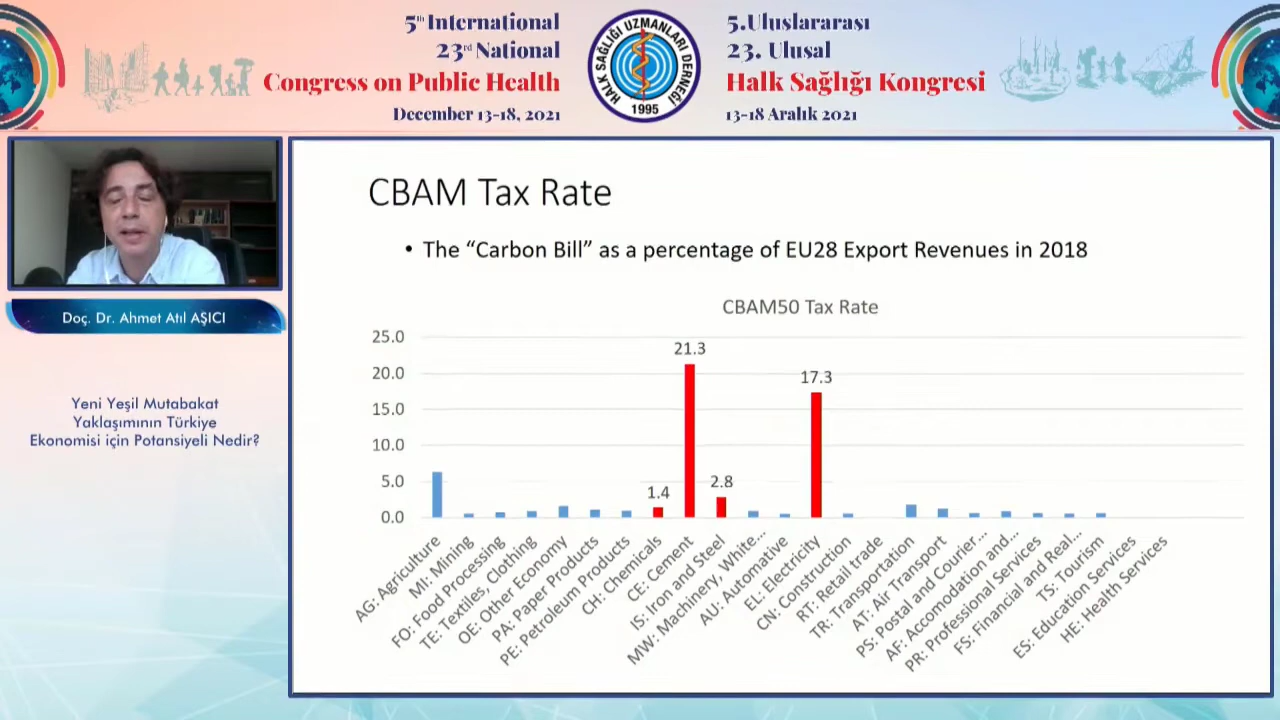 5th International
23rd National
Congress on Public Health
December 13-18, 2021
HALK SAĞLIĞI UZMANLARI DERNEĞİ
1995
5.Uluslararası
23. Ulusal
Halk Sağlığı Kongresi
13-18 Aralık 2021
Doç. Dr. Ahmet Atıl AŞICI
Yeni Yeşil Mutabakat
Yaklaşımının Türkiye
Ekonomisi için Potansiyeli Nedir?
CBAM Tax Rate
• The “Carbon Bill” as a percentage of EU28 Export Revenues in 2018
CBAM50 Tax Rate
25.0
20.0
15.0
10.0
5.0
0.0
1.4
21.3
2.8
17.3
AG: Agriculture
MI: Mining
FO: Food Processing
TE: Textiles, Clothing
OE: Other Economy
PA: Paper Products
PE: Petroleum Products
CH: Chemicals
CE: Cement
IS: Iron and Steel
MW: Machinery, White...
AU: Automotive
EL: Electricity
CN: Construction
RT: Retail trade
TR: Transportation
AT: Air Transport
PS: Postal and Courier...
AF: Accomodation and...
PR: Professional Services
FS: Financial and Real...
TS: Tourism
ES: Education Services
HE: Health Services